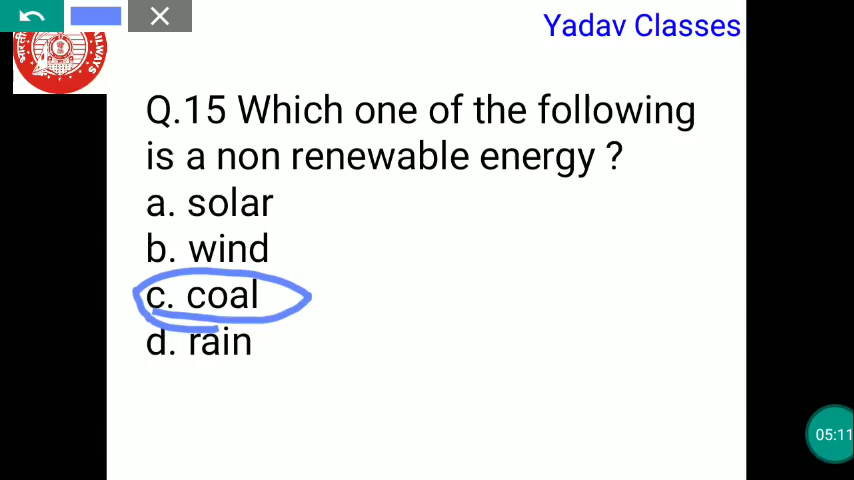 Yadav Classes
Q.15 Which one of the following
is a non renewable energy ?
a. solar
b. wind
c. coal
d. rain
05:11